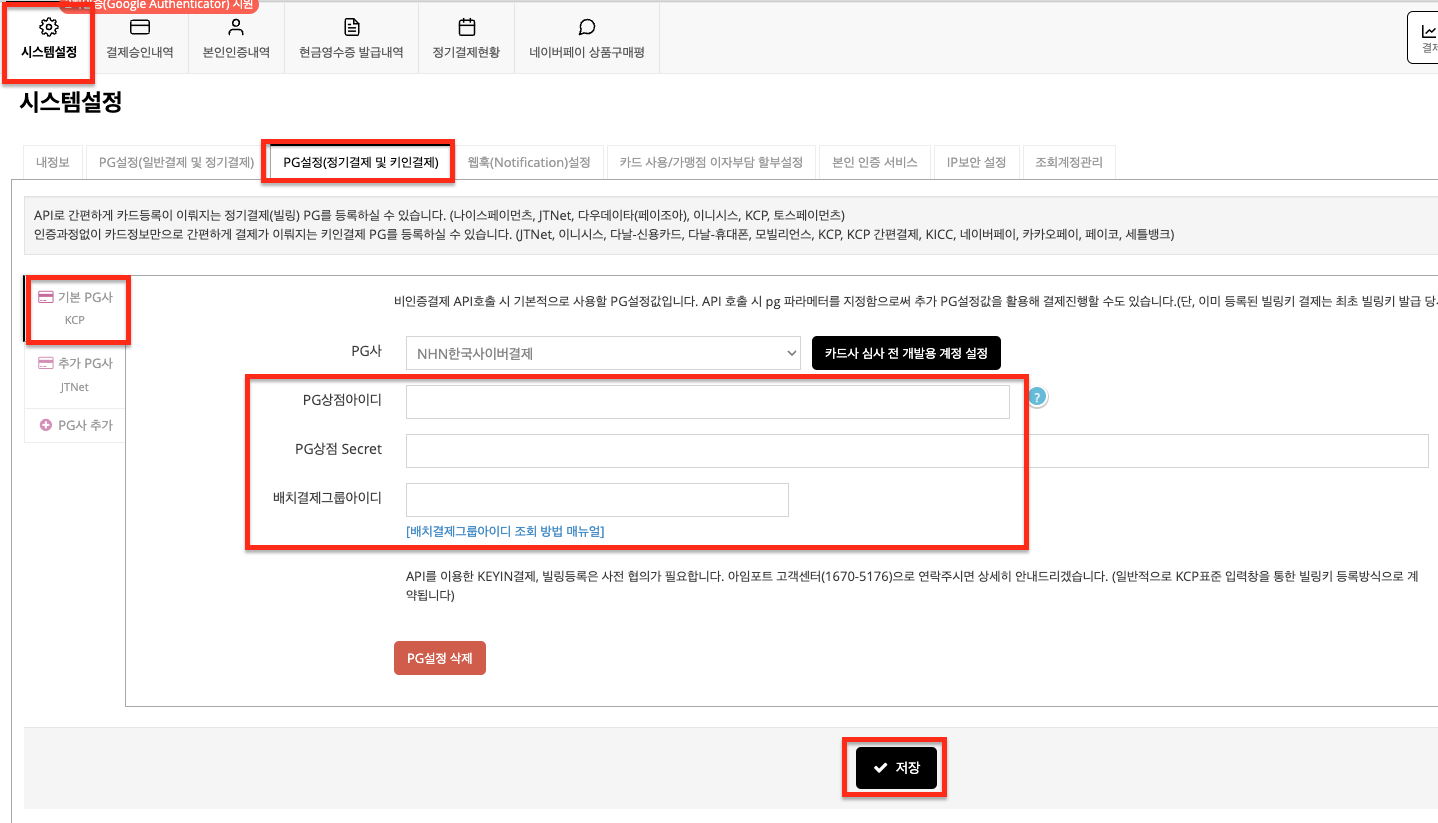 (Google Authenticator) 지원
시스템설정
결제승인내역
본인인증내역
현금영수증 발급내역
정기결제현황
네이버페이 상품구매평
시스템설정
내정보
PG설정(일반결제 및 정기결제)
PG설정(정기결제 및 키인결제)
웹훅(Notification)설정
카드 사용/가맹점 이자부담 할부설정
본인 인증 서비스
IP보안 설정
조회계정관리
API로 간편하게 카드등록이 이뤄지는 정기결제(빌링) PG를 등록하실 수 있습니다. (나이스페이먼츠, JTNet, 다우데이타(페이조아), 이니시스, KCP, 토스페이먼츠)
인증과정없이 카드정보만으로 간편하게 결제가 이뤄지는 키인결제 PG를 등록하실 수 있습니다. (JTNet, 이니시스, 다날-신용카드, 다날-휴대폰, 모빌리언스, KCP, KCP 간편결제, KICC, 네이버페이, 카카오페이, 페이코, 세틀뱅크)
기본 PG사
KCP
추가 PG사
JTNet
PG사 추가
비인증결제 API호출 시 기본적으로 사용할 PG설정값입니다. API 호출 시 pg 파라메터를 지정함으로써 추가 PG설정값을 활용해 결제진행할 수도 있습니다.(단, 이미 등록된 빌링키 결제는 최초 빌링키 발급 당
PG사
NHN한국사이버결제
카드사 심사 전 개발용 계정 설정
PG상점아이디
?
PG상점 Secret
배치결제그룹아이디
[배치결제그룹아이디 조회 방법 매뉴얼]
API를 이용한 KEYIN결제, 빌링등록은 사전 협의가 필요합니다. 아임포트 고객센터(1670-5176)으로 연락주시면 상세히 안내드리겠습니다. (일반적으로 KCP표준 입력창을 통한 빌링키 등록방식으로 계
약됩니다)
PG설정 삭제
저장